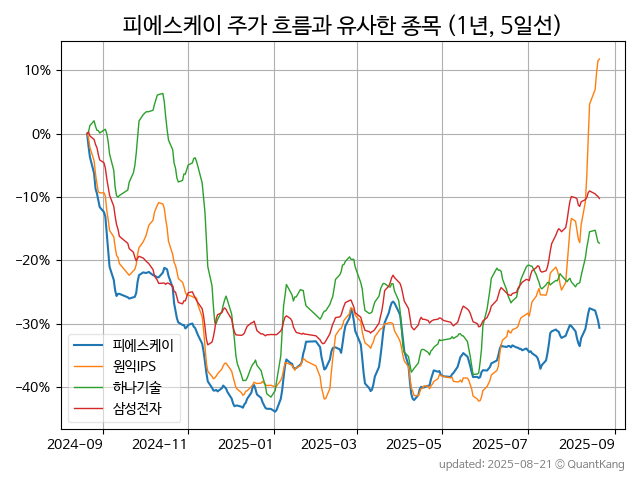 피에스케이 주가 흐름과 유사한 종목 (1년, 5일선)
10%
0%
−10%
−20%
−30%
−40%
피에스케이
원익IPS
하나기술
삼성전자
2024-09 2024-11 2025-01 2025-03 2025-05 2025-07 2025-09
updated: 2025-08-21 © QuantKang